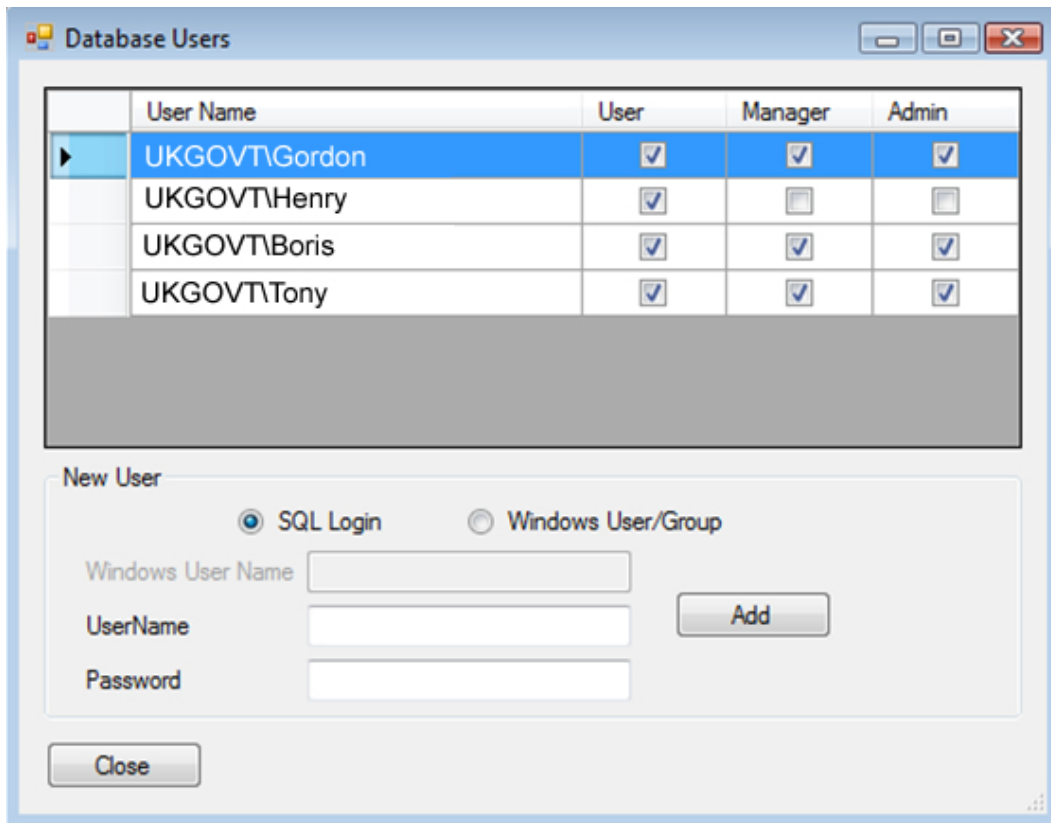 Database Users
User Name User Manager Admin
UKGOVT\Gordon
UKGOVT\Henry
UKGOVT\Boris
UKGOVT\Tony
New User
SQL Login Windows User/Group
Windows User Name
UserName
Add
Password
Close